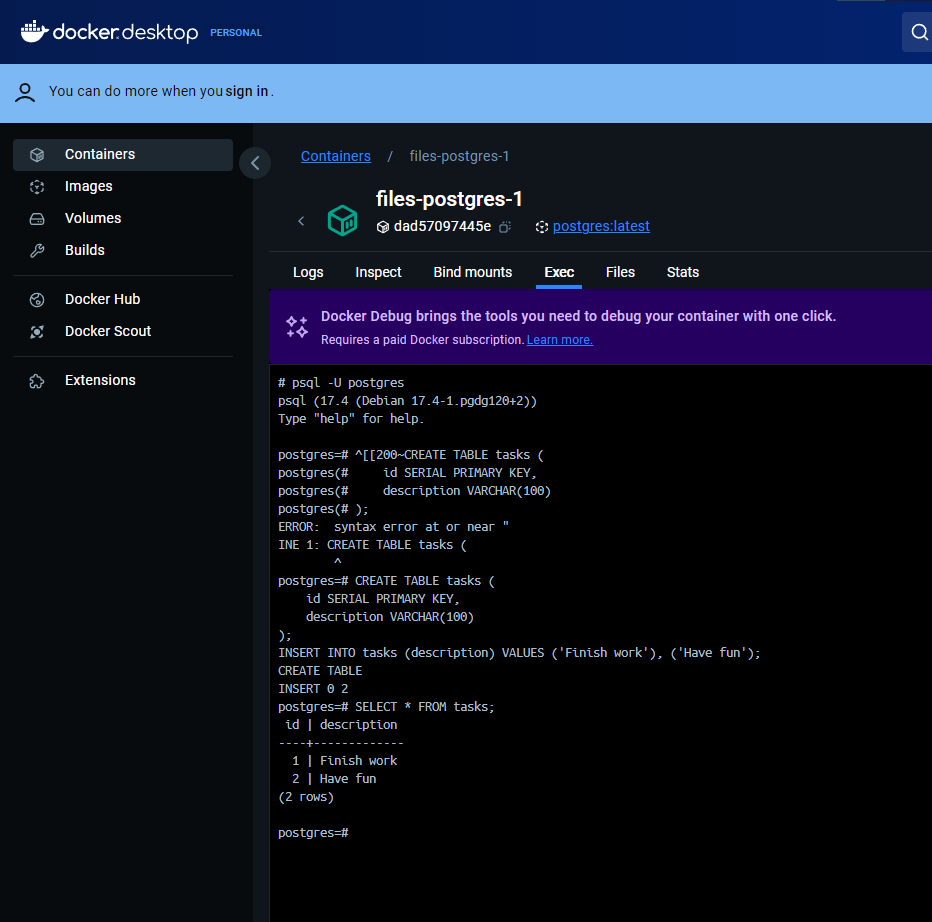 docker.desktop PERSONAL
You can do more when you sign in.
Containers
Images
Volumes
Builds
Docker Hub
Docker Scout
Extensions
Containers / files-postgres-1
files-postgres-1
dad57097445e postgres:latest
Logs Inspect Bind mounts Exec Files Stats
Docker Debug brings the tools you need to debug your container with one click.
Requires a paid Docker subscription. Learn more.
# psql -U postgres
psql (17.4 (Debian 17.4-1.pgdg120+2))
Type "help" for help.
postgres=# ^[[200~CREATE TABLE tasks (
postgres(#     id SERIAL PRIMARY KEY,
postgres(#     description VARCHAR(100)
postgres(# );
ERROR:  syntax error at or near "
INE 1: CREATE TABLE tasks (
        ^
postgres=# CREATE TABLE tasks (
    id SERIAL PRIMARY KEY,
    description VARCHAR(100)
);
INSERT INTO tasks (description) VALUES ('Finish work'), ('Have fun');
CREATE TABLE
INSERT 0 2
postgres=# SELECT * FROM tasks;
 id | description
----+-------------
  1 | Finish work
  2 | Have fun
(2 rows)
postgres=#